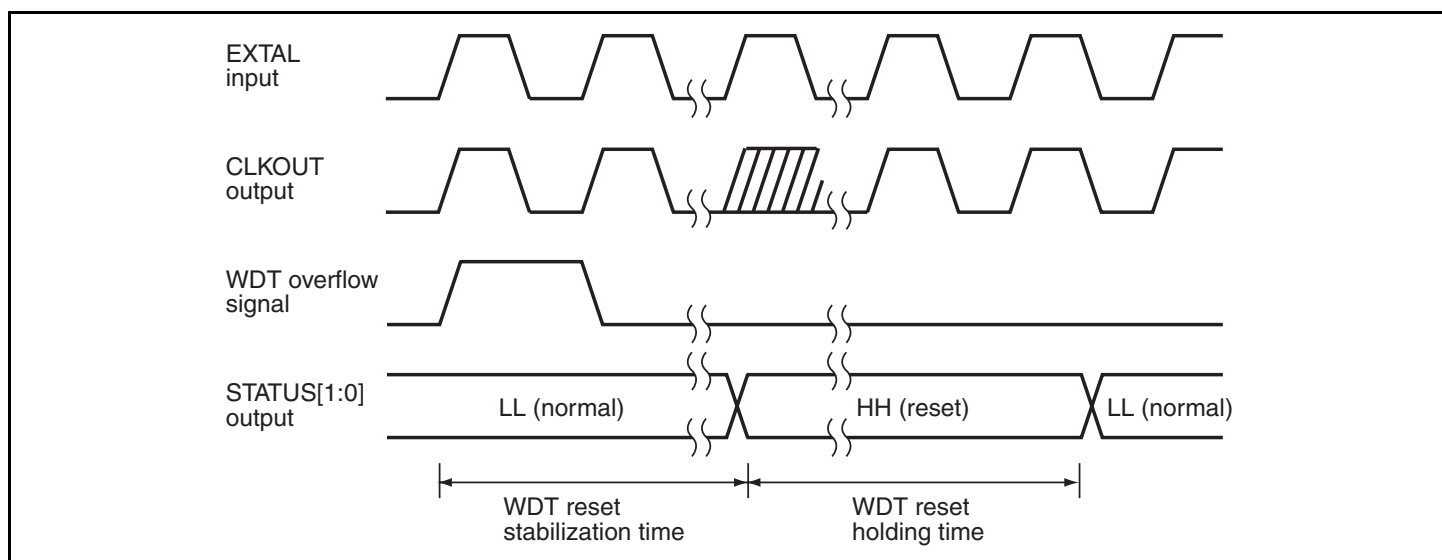 EXTAL
input
CLKOUT
output
WDT overflow
signal
STATUS[1:0]
output
LL (normal)
HH (reset)
LL (normal)
WDT reset
stabilization time
WDT reset
holding time